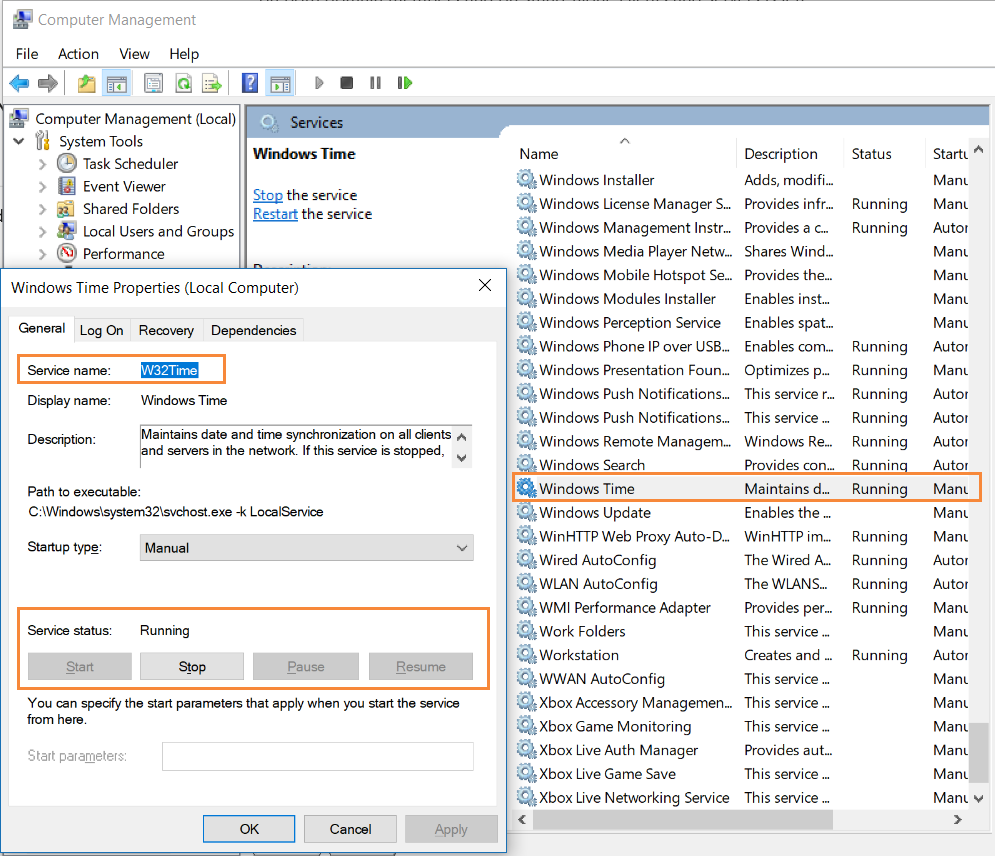 Computer Management
File Action View Help
Computer Management (Local)
System Tools
Task Scheduler
Event Viewer
Shared Folders
Local Users and Groups
Performance
Services
Windows Time
Stop the service
Restart the service
Name Description Status Startu
Windows Installer Adds, modifi... Manu
Windows License Manager S... Provides infr... Running Manu
Windows Management Instr... Provides a c... Running Autor
Windows Media Player Netw... Shares Wind... Manu
Windows Mobile Hotspot Se... Provides the... Manu
Windows Modules Installer Enables inst... Manu
Windows Perception Service Enables spat... Manu
Windows Phone IP over USB... Enables com... Running Autor
Windows Presentation Foun... Optimizes p... Running Manu
Windows Push Notifications... This service r... Running Autor
Windows Push Notifications... This service ... Running Manu
Windows Remote Managem... Windows Re... Running Autor
Windows Search Provides con... Running Autor
Windows Time Maintains d... Running Manu
Windows Update Enables the ... Manu
WinHTTP Web Proxy Auto-D... WinHTTP im... Running Manu
Wired AutoConfig The Wired A... Running Autor
WLAN AutoConfig The WLANS... Running Autor
WMI Performance Adapter Provides per... Running Manu
Work Folders This service ... Manu
Workstation Creates and ... Running Autor
WWAN AutoConfig This service ... Manu
Xbox Accessory Managemen... This service ... Manu
Xbox Game Monitoring This service ... Manu
Xbox Live Auth Manager Provides aut... Manu
Xbox Live Game Save This service ... Manu
Xbox Live Networking Service This service ... Manu
Windows Time Properties (Local Computer)
General Log On Recovery Dependencies
Service name: W32Time
Display name: Windows Time
Description: Maintains date and time synchronization on all clients
and servers in the network. If this service is stopped,
Path to executable:
C:\Windows\system32\svchost.exe -k LocalService
Startup type: Manual
Service status: Running
Start Stop Pause Resume
You can specify the start parameters that apply when you start the service
from here.
Start parameters:
OK Cancel Apply